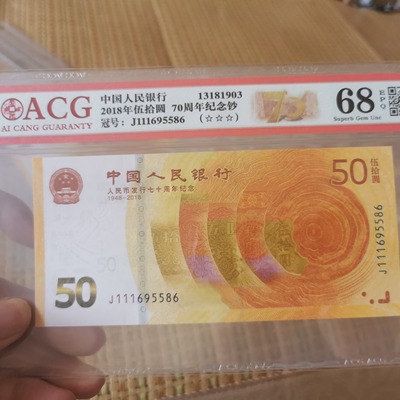 ACG
AI CANG GUARANTY
中国人民银行 13181903
2018年伍拾圆 70周年纪念钞
冠号: J111695586 (☆☆☆)
70
68
EPQ
Superb Gem Unc
中国人民银行
人民币发行七十周年纪念
1948-2018
50
伍拾圆
50
J111695586
J111695586